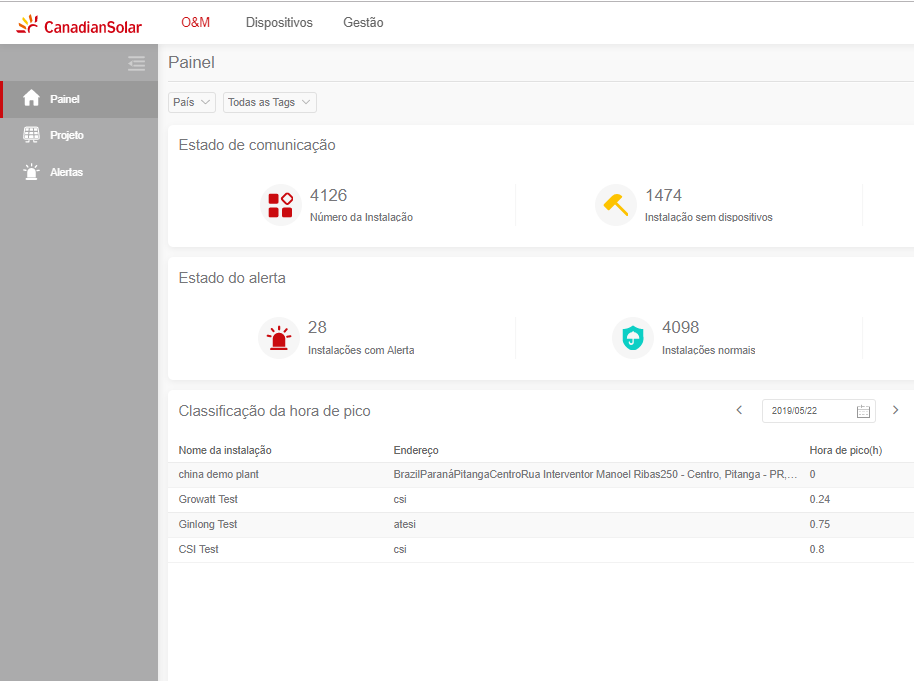 CanadianSolar O&M Dispositivos Gestão
Painel
Painel
Projeto
Alertas
País Todas as Tags
Estado de comunicação
4126
Número da Instalação
1474
Instalação sem dispositivos
Estado do alerta
28
Instalações com Alerta
4098
Instalações normais
Classificação da hora de pico 2019/05/22
Nome da instalação Endereço Hora de pico(h)
china demo plant BrazilParanáPitangaCentroRua Interventor Manoel Ribas250 - Centro, Pitanga - PR,... 0
Growatt Test csi 0.24
Ginlong Test atesi 0.75
CSI Test csi 0.8